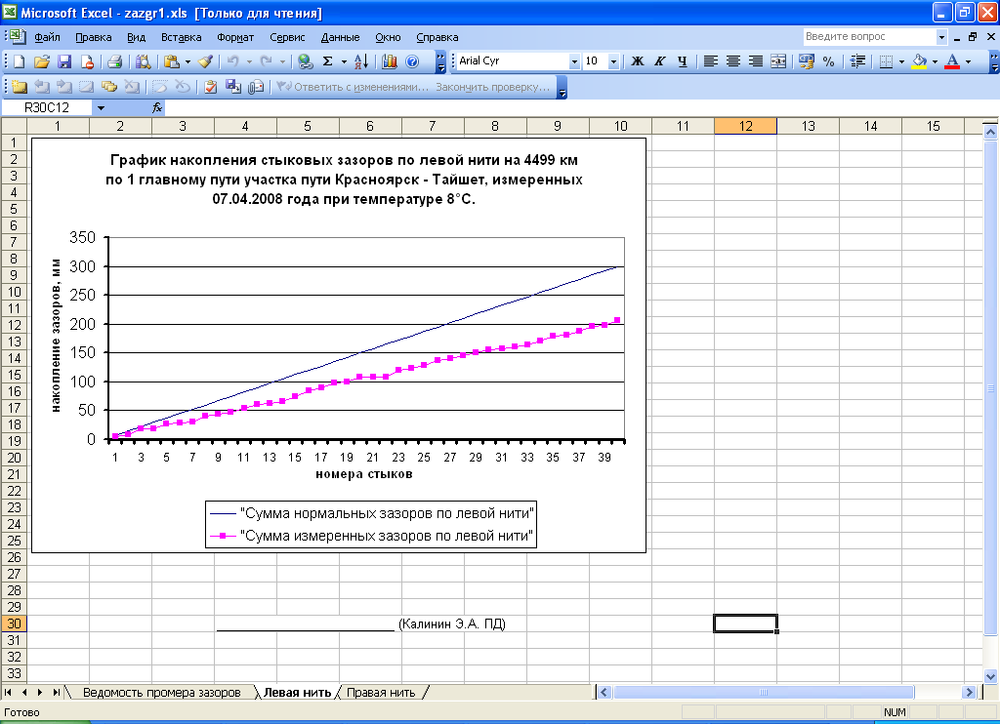 Microsoft Excel - zazgr1.xls [Только для чтения]
Файл Правка Вид Вставка Формат Сервис Данные Окно Справка
Введите вопрос
Arial Cyr 10 Ж К Ч
Ответить с изменениями... Закончить проверку...
R30C12 fx
1 2 3 4 5 6 7 8 9 10 11 12 13 14 15
1
2
3
4
5
6
7
8
9
10
11
12
13
14
15
16
17
18
19
20
21
22
23
24
25
26
27
28
29
30
31
32
33
График накопления стыковых зазоров по левой нити на 4499 км
по 1 главному пути участка пути Красноярск - Тайшет, измеренных
07.04.2008 года при температуре 8°С.
накопление зазоров, мм
350
300
250
200
150
100
50
0
1 3 5 7 9 11 13 15 17 19 21 23 25 27 29 31 33 35 37 39
номера стыков
"Сумма нормальных зазоров по левой нити"
"Сумма измеренных зазоров по левой нити"
(Калинин Э.А. ПД)
Ведомость промера зазоров Левая нить Правая нить
Готово NUM